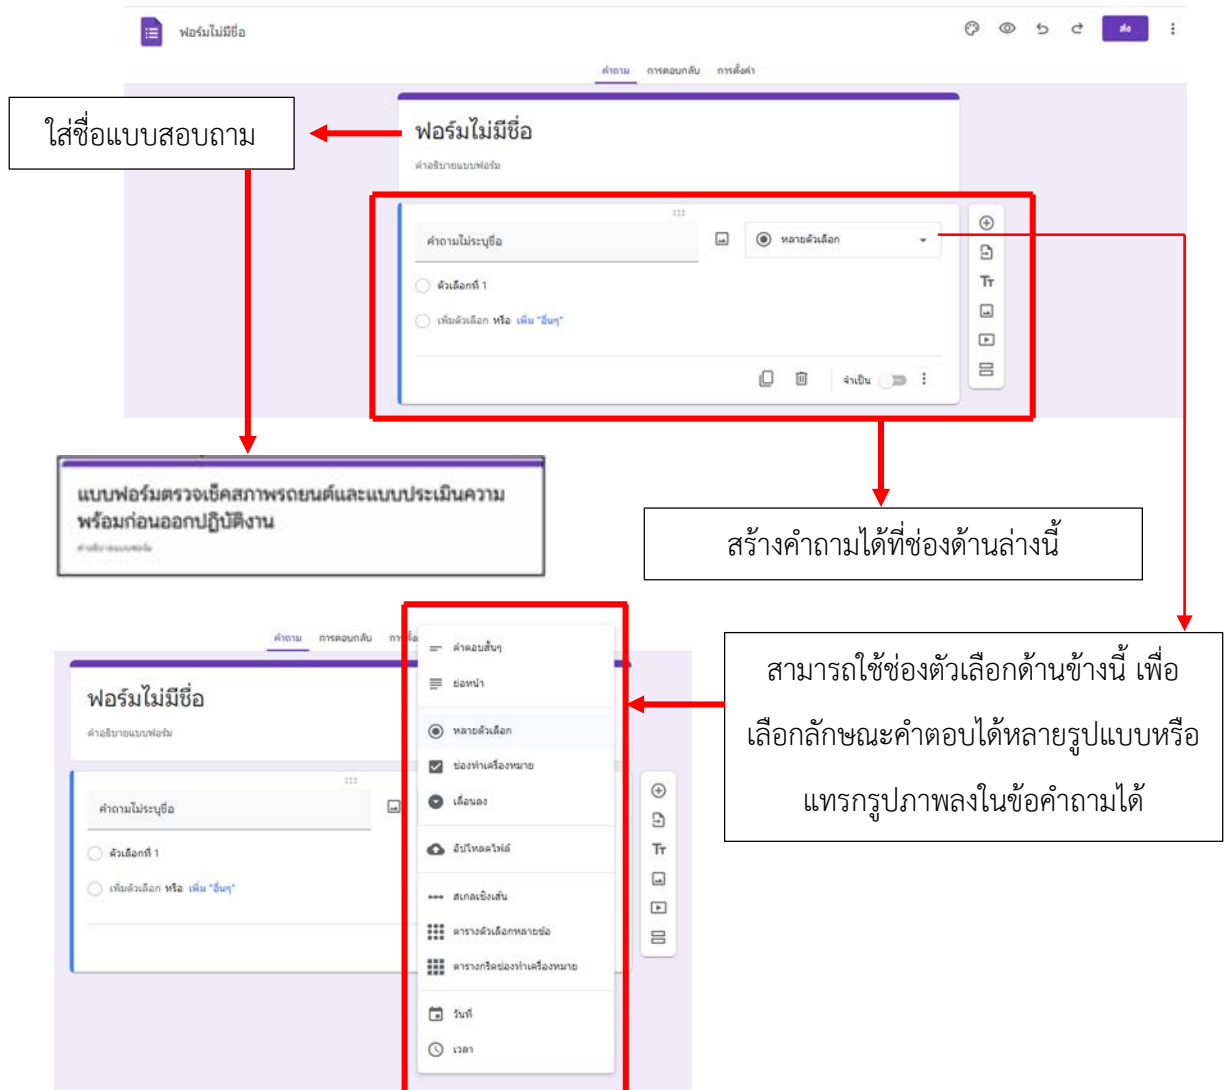 ฟอร์มไม่มีชื่อ
ส่ง
คำถาม การตอบกลับ การตั้งค่า
ใส่ชื่อแบบสอบถาม
ฟอร์มไม่มีชื่อ
คำอธิบายแบบฟอร์ม
คำถามไม่ระบุชื่อ
หลายตัวเลือก
ตัวเลือกที่ 1
เพิ่มตัวเลือก หรือ เพิ่ม "อื่นๆ"
จำเป็น
แบบฟอร์มตรวจเช็คสภาพรถยนต์และแบบประเมินความ
พร้อมก่อนออกปฏิบัติงาน
คำอธิบายแบบฟอร์ม
สร้างคำถามได้ที่ช่องด้านล่างนี้
คำถาม การตอบกลับ
ฟอร์มไม่มีชื่อ
คำอธิบายแบบฟอร์ม
คำถามไม่ระบุชื่อ
ตัวเลือกที่ 1
เพิ่มตัวเลือก หรือ เพิ่ม "อื่นๆ"
คำตอบสั้นๆ
ย่อหน้า
หลายตัวเลือก
ช่องทำเครื่องหมาย
เลื่อนลง
อัปโหลดไฟล์
สเกลเชิงเส้น
ตารางตัวเลือกหลายข้อ
ตารางกริดช่องทำเครื่องหมาย
วันที่
เวลา
สามารถใช้ช่องตัวเลือกด้านข้างนี้ เพื่อ
เลือกลักษณะคำตอบได้หลายรูปแบบหรือ
แทรกรูปภาพลงในข้อคำถามได้